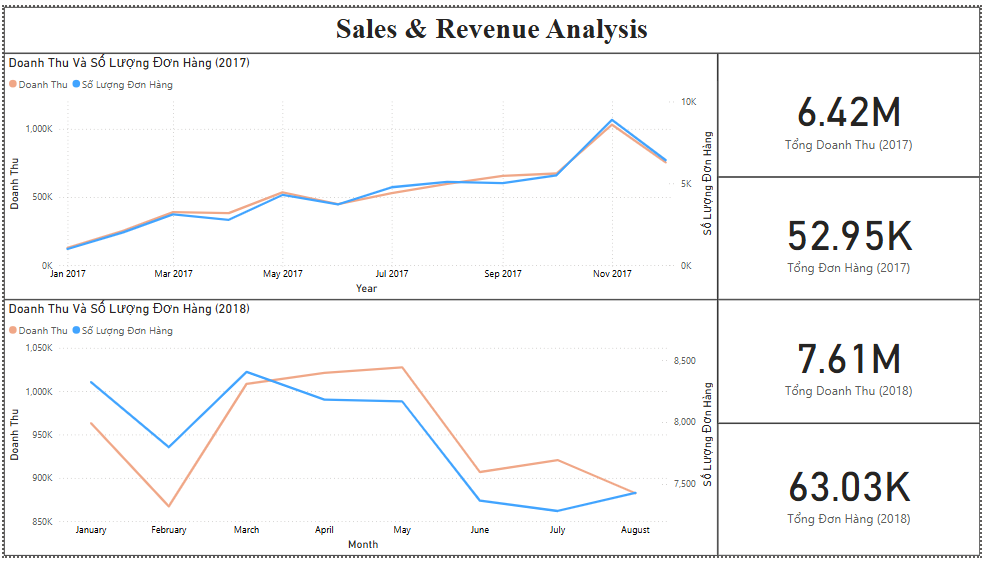 Sales & Revenue Analysis
Doanh Thu Và Số Lượng Đơn Hàng (2017)
Doanh Thu Số Lượng Đơn Hàng
Doanh Thu
1,000K
500K
0K
10K
5K
0K
Số Lượng Đơn Hàng
Jan 2017 Mar 2017 May 2017 Jul 2017 Sep 2017 Nov 2017
Year
6.42M
Tổng Doanh Thu (2017)
52.95K
Tổng Đơn Hàng (2017)
Doanh Thu Và Số Lượng Đơn Hàng (2018)
Doanh Thu Số Lượng Đơn Hàng
Doanh Thu
1,050K
1,000K
950K
900K
850K
8,500
8,000
7,500
Số Lượng Đơn Hàng
January February March April May June July August
Month
7.61M
Tổng Doanh Thu (2018)
63.03K
Tổng Đơn Hàng (2018)